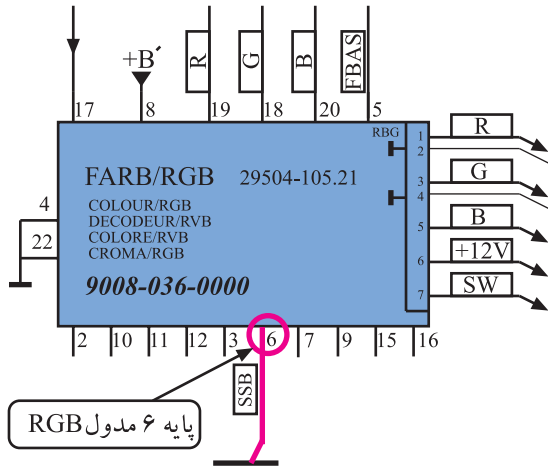 +B′
R
G
B
FBAS
17
8
19
18
20
5
RBG
1
R
2
FARB/RGB 29504-105.21
3
G
4
COLOUR/RGB
DECODEUR/RVB
COLORE/RVB
CROMA/RGB
4
22
5
B
6
+12V
9008-036-0000
7
SW
2
10
11
12
3
6
7
9
15
16
SSB
پایه ۶ مدول RGB